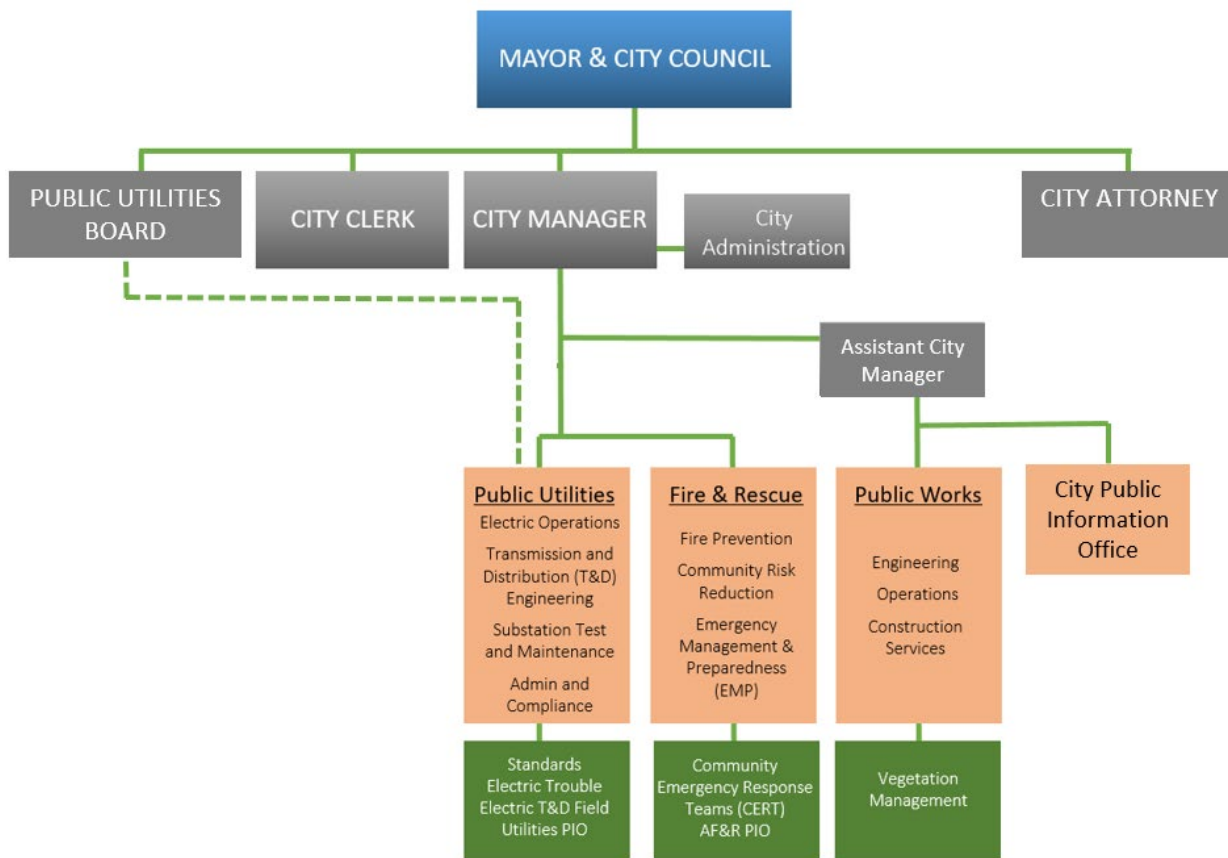 MAYOR & CITY COUNCIL
PUBLIC UTILITIES
BOARD
CITY CLERK
CITY MANAGER
City
Administration
CITY ATTORNEY
Assistant City
Manager
Public Utilities
Electric Operations
Transmission and
Distribution (T&D)
Engineering
Substation Test
and Maintenance
Admin and
Compliance
Fire & Rescue
Fire Prevention
Community Risk
Reduction
Emergency
Management &
Preparedness
(EMP)
Public Works
Engineering
Operations
Construction
Services
City Public
Information
Office
Standards
Electric Trouble
Electric T&D Field
Utilities PIO
Community
Emergency Response
Teams (CERT)
AF&R PIO
Vegetation
Management